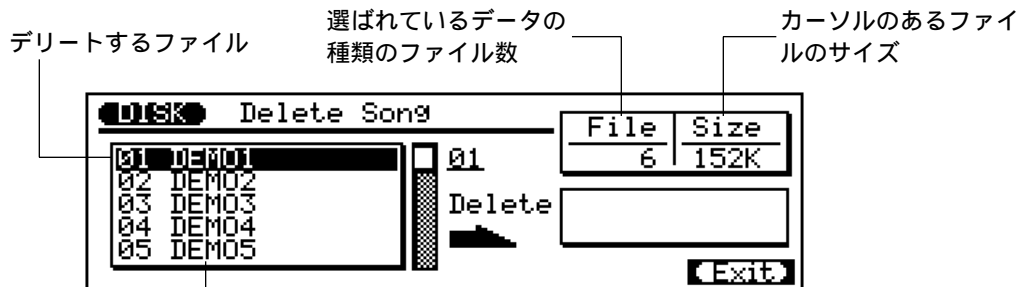 デリートするファイル
選ばれているデータの
種類のファイル数
カーソルのあるファイ
ルのサイズ
DISK Delete Song
File Size
6 152K
01 DEMO1
02 DEMO2
03 DEMO3
04 DEMO4
05 DEMO5
01
Delete
Exit